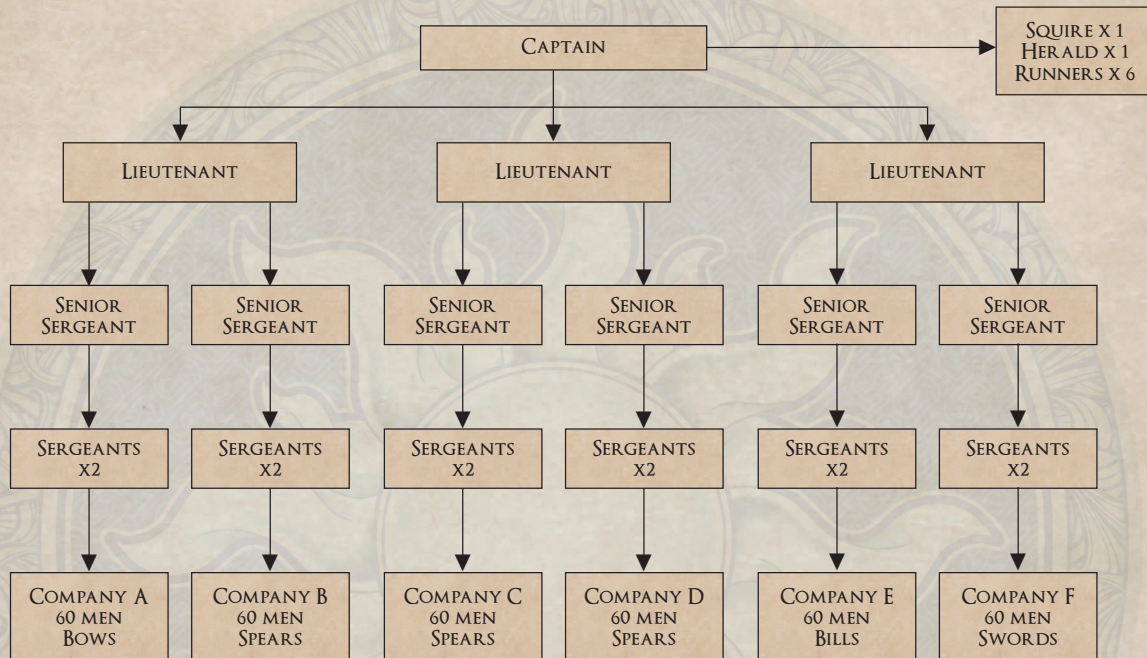 Captain
Squire x 1
Herald x 1
Runners x 6
Lieutenant
Lieutenant
Lieutenant
Senior
Sergeant
Senior
Sergeant
Senior
Sergeant
Senior
Sergeant
Senior
Sergeant
Senior
Sergeant
Sergeants
x2
Sergeants
x2
Sergeants
x2
Sergeants
x2
Sergeants
x2
Sergeants
x2
Company A
60 men
Bows
Company B
60 men
Spears
Company C
60 men
Spears
Company D
60 men
Spears
Company E
60 men
Bills
Company F
60 men
Swords